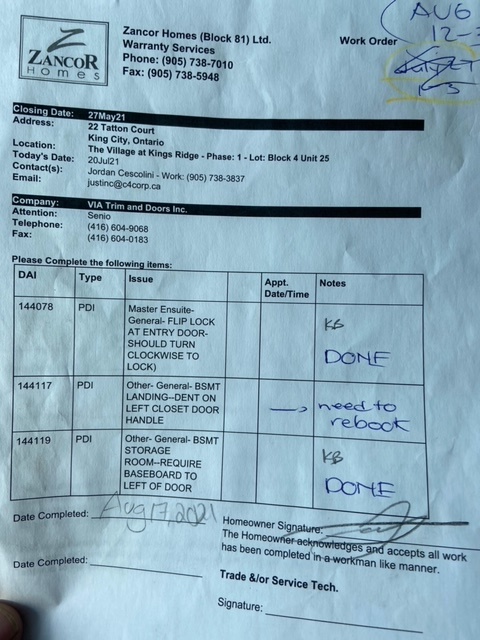 ZANCOR
Homes
Zancor Homes (Block 81) Ltd.
Warranty Services
Phone: (905) 738-7010
Fax: (905) 738-5948
Work Order
AUG
Closing Date: 27May21
Address: 22 Tatton Court
King City, Ontario
Location: The Village at Kings Ridge - Phase: 1 - Lot: Block 4 Unit 25
Today's Date: 20Jul21
Contact(s): Jordan Cescolini - Work: (905) 738-3837
Email: justinc@c4corp.ca
Company: VIA Trim and Doors Inc.
Attention: Senio
Telephone: (416) 604-9068
Fax: (416) 604-0183
Please Complete the following items:
DAI Type Issue Appt. Date/Time Notes
144078 PDI Master Ensuite-
General- FLIP LOCK
AT ENTRY DOOR-
SHOULD TURN
CLOCKWISE TO
LOCK)
KB
DONE
144117 PDI Other- General- BSMT
LANDING--DENT ON
LEFT CLOSET DOOR
HANDLE
need to
rebook
144119 PDI Other- General- BSMT
STORAGE
ROOM--REQUIRE
BASEBOARD TO
LEFT OF DOOR
KB
DONE
Date Completed: Aug 17, 2021
Homeowner Signature:
The Homeowner acknowledges and accepts all work
has been completed in a workman like manner.
Date Completed:
Trade &/or Service Tech.
Signature: